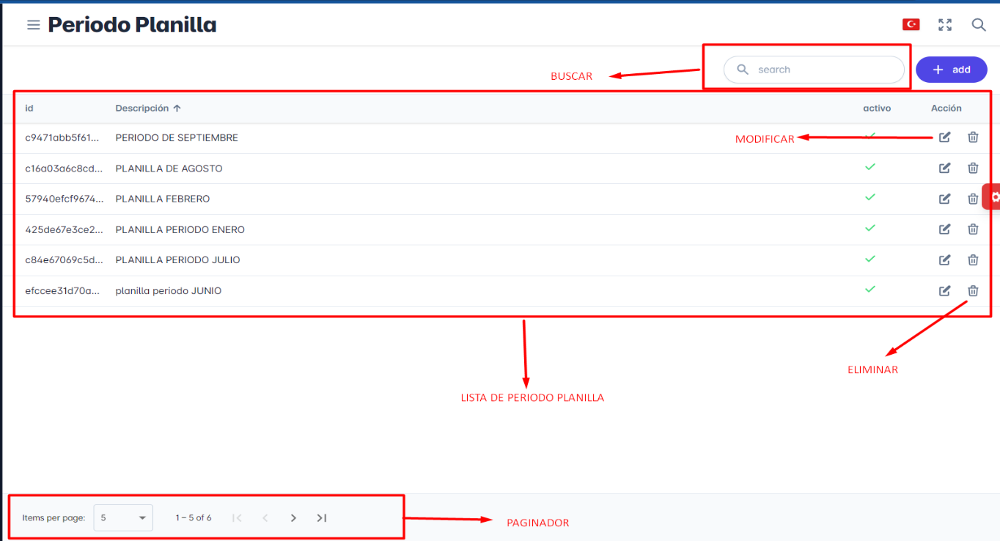 Periodo Planilla
BUSCAR
search
add
id Descripción activo Acción
c9471abb5f61... PERIODO DE SEPTIEMBRE
MODIFICAR
c16a03a6c8cd... PLANILLA DE AGOSTO
57940efcf9674... PLANILLA FEBRERO
425de67e3ce2... PLANILLA PERIODO ENERO
c84e67069c5d... PLANILLA PERIODO JULIO
efccee31d70a... planilla periodo JUNIO
ELIMINAR
LISTA DE PERIODO PLANILLA
Items per page: 5 1 – 5 of 6
PAGINADOR